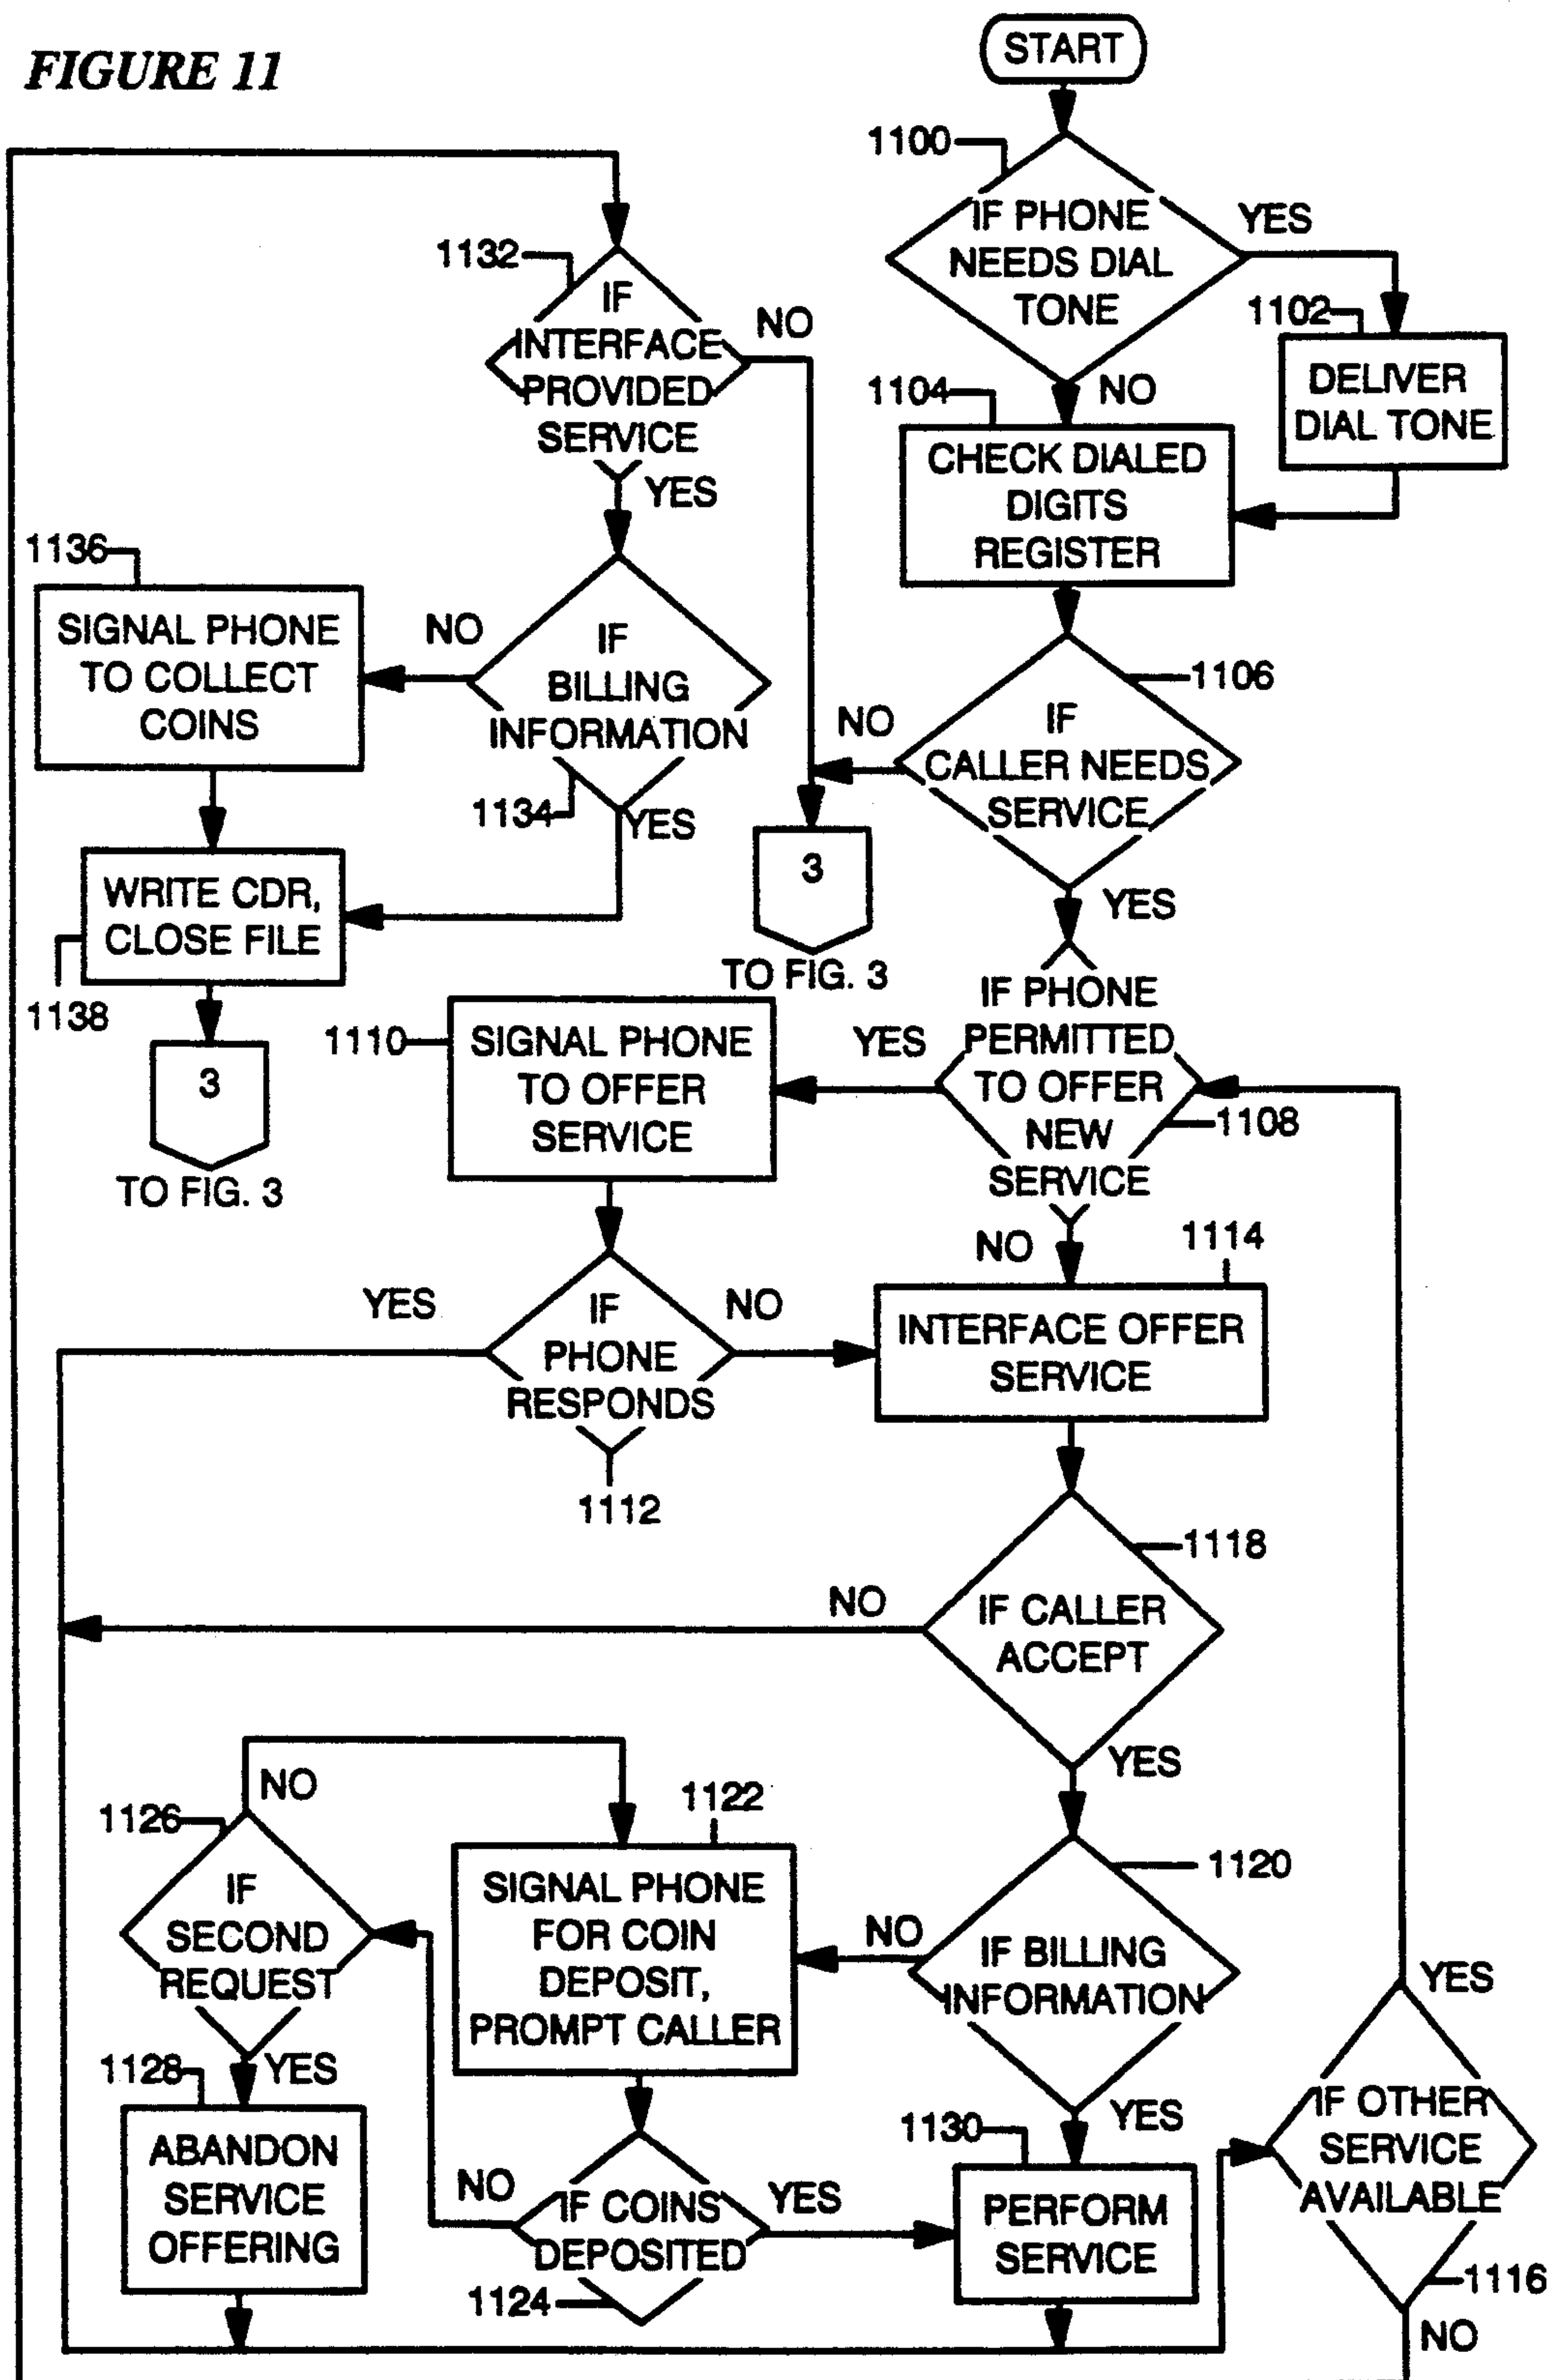 FIGURE 11
START
1100
IF PHONE
NEEDS DIAL
TONE
YES
NO
1102
DELIVER
DIAL TONE
1104
CHECK DIALED
DIGITS
REGISTER
1106
IF
CALLER NEEDS
SERVICE
NO
YES
3
TO FIG. 3
1132
IF
INTERFACE
PROVIDED
SERVICE
NO
YES
1134
IF
BILLING
INFORMATION
NO
YES
1136
SIGNAL PHONE
TO COLLECT
COINS
WRITE CDR,
CLOSE FILE
1138
3
TO FIG. 3
IF PHONE
PERMITTED
TO OFFER
NEW
SERVICE
1108
YES
NO
1110
SIGNAL PHONE
TO OFFER
SERVICE
IF
PHONE
RESPONDS
1112
YES
NO
1114
INTERFACE OFFER
SERVICE
1118
IF CALLER
ACCEPT
NO
YES
1120
IF BILLING
INFORMATION
NO
YES
1122
SIGNAL PHONE
FOR COIN
DEPOSIT,
PROMPT CALLER
1126
IF
SECOND
REQUEST
NO
YES
1128
ABANDON
SERVICE
OFFERING
IF COINS
DEPOSITED
1124
NO
YES
1130
PERFORM
SERVICE
IF OTHER
SERVICE
AVAILABLE
YES
1116
NO